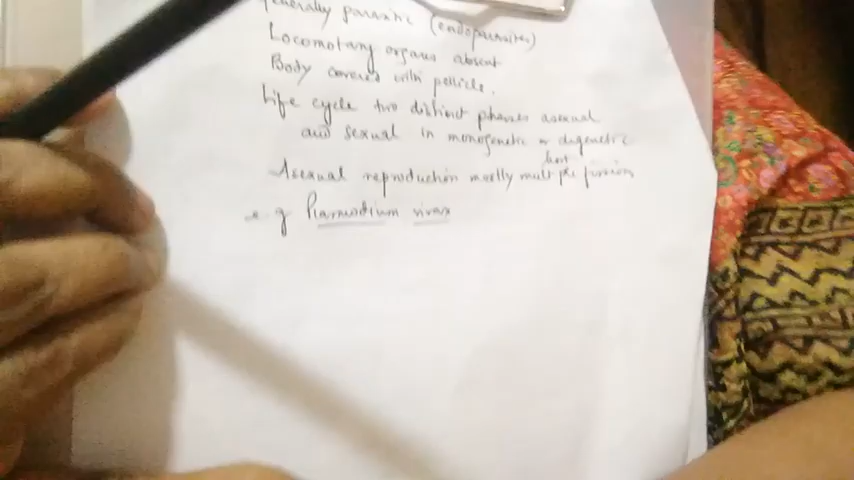 Generally parasitic (endoparasites)
Locomotary organs absent
Body covered with pellicle.
Life cycle two distinct phases asexual
and sexual in monogenetic or digenetic
host
Asexual reproduction mostly multiple fission
e.g Plasmodium vivax